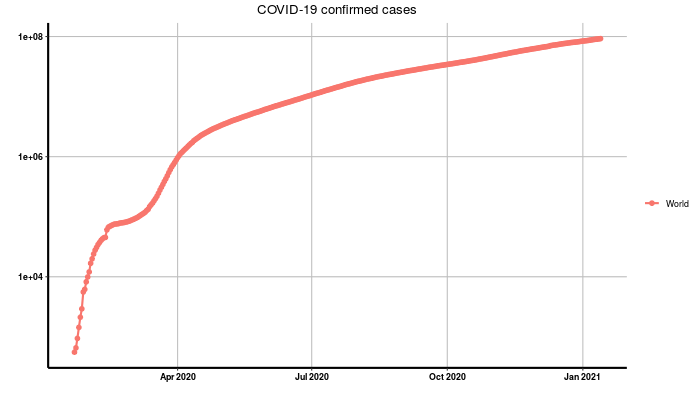 COVID-19 confirmed cases
1e+08
1e+06
1e+04
World
Apr 2020
Jul 2020
Oct 2020
Jan 2021